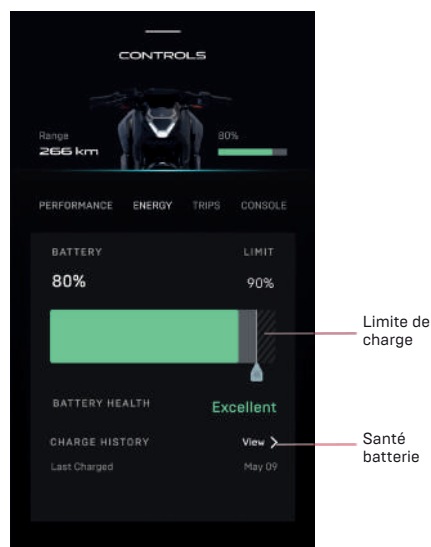 CONTROLS
Range 80%
266 km
PERFORMANCE ENERGY TRIPS CONSOLE
BATTERY LIMIT
80% 90%
Limite de
charge
BATTERY HEALTH Excellent
CHARGE HISTORY View
Santé
batterie
Last Charged May 09